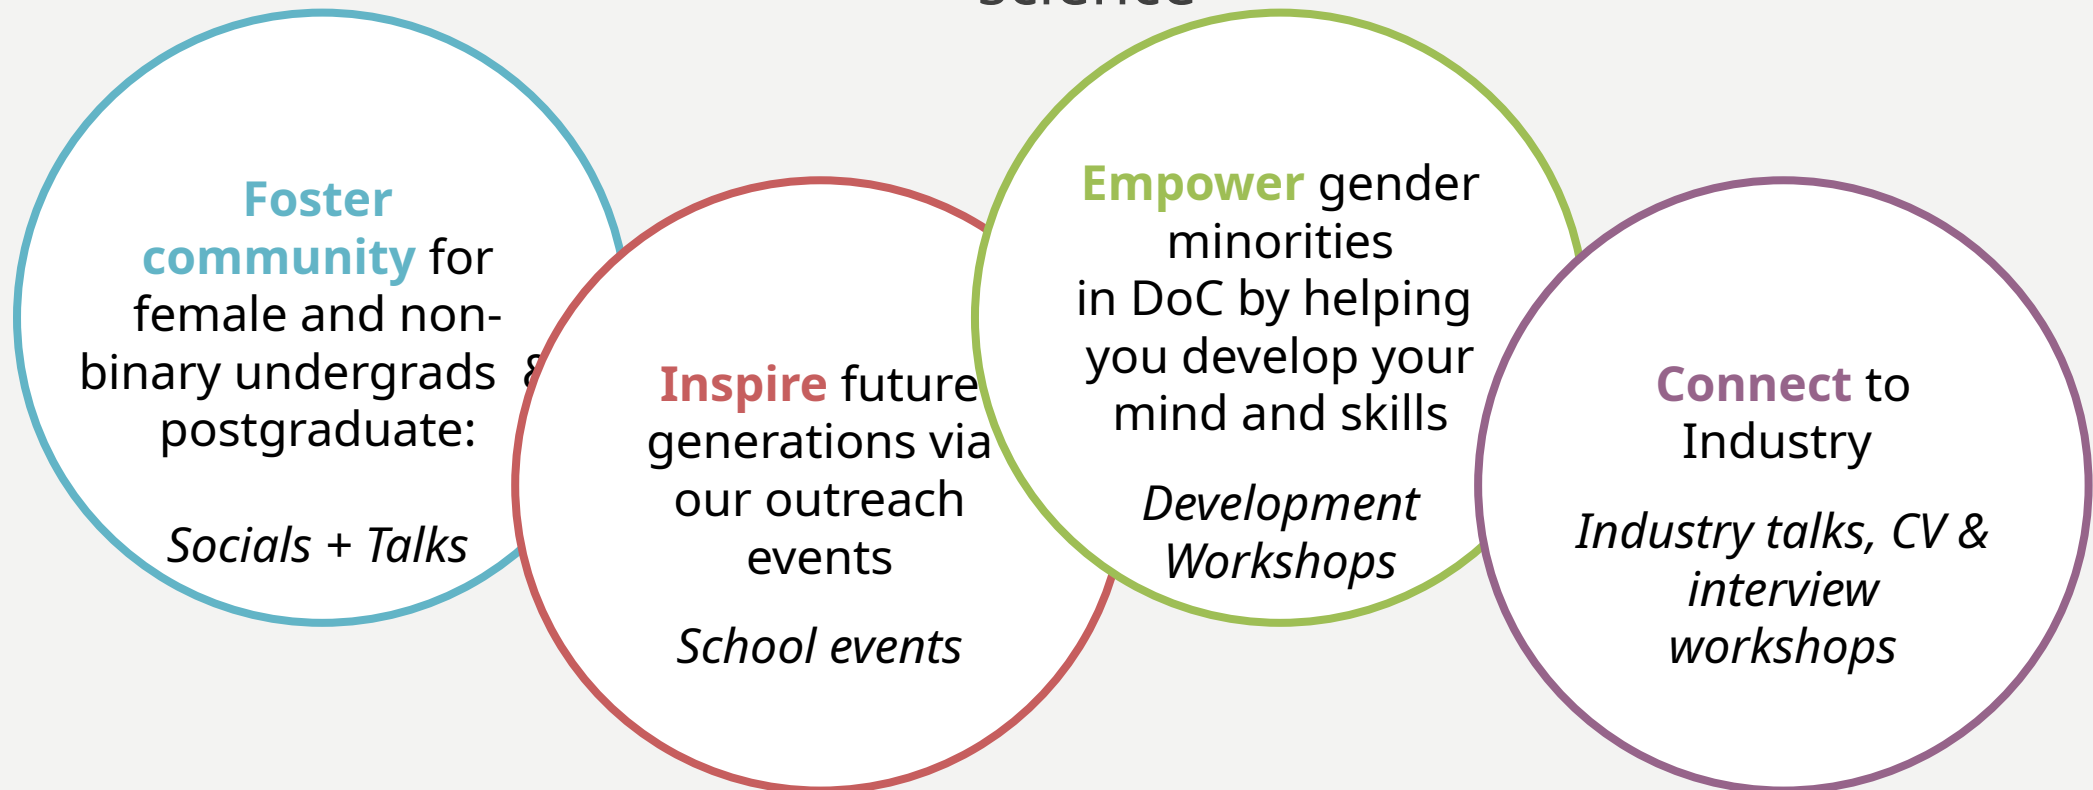 science
Foster
community for
female and non-
binary undergrads &
postgraduate:
Socials + Talks
Inspire future
generations via
our outreach
events
School events
Empower gender
minorities
in DoC by helping
you develop your
mind and skills
Development
Workshops
Connect to
Industry
Industry talks, CV &
interview
workshops